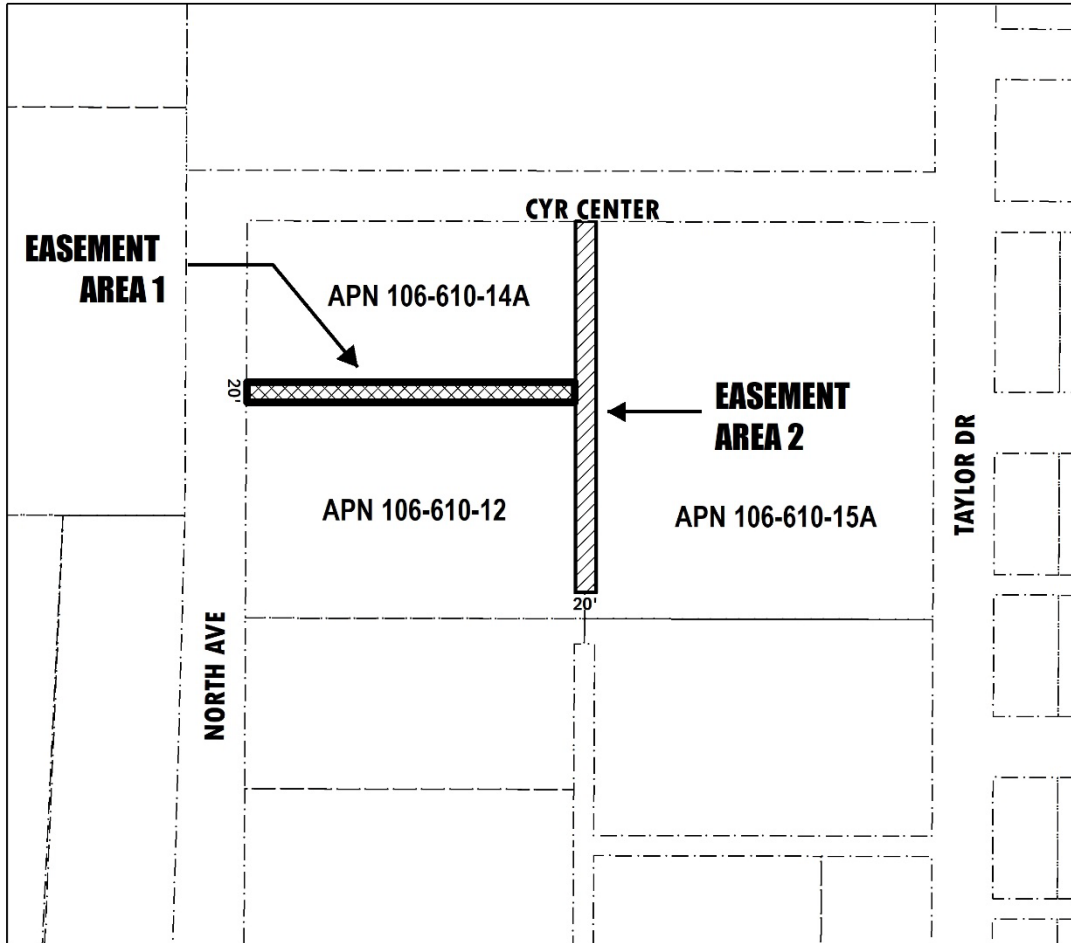 CYR CENTER
EASEMENT
AREA 1
APN 106-610-14A
20'
EASEMENT
AREA 2
APN 106-610-12
APN 106-610-15A
TAYLOR DR
20'
NORTH AVE